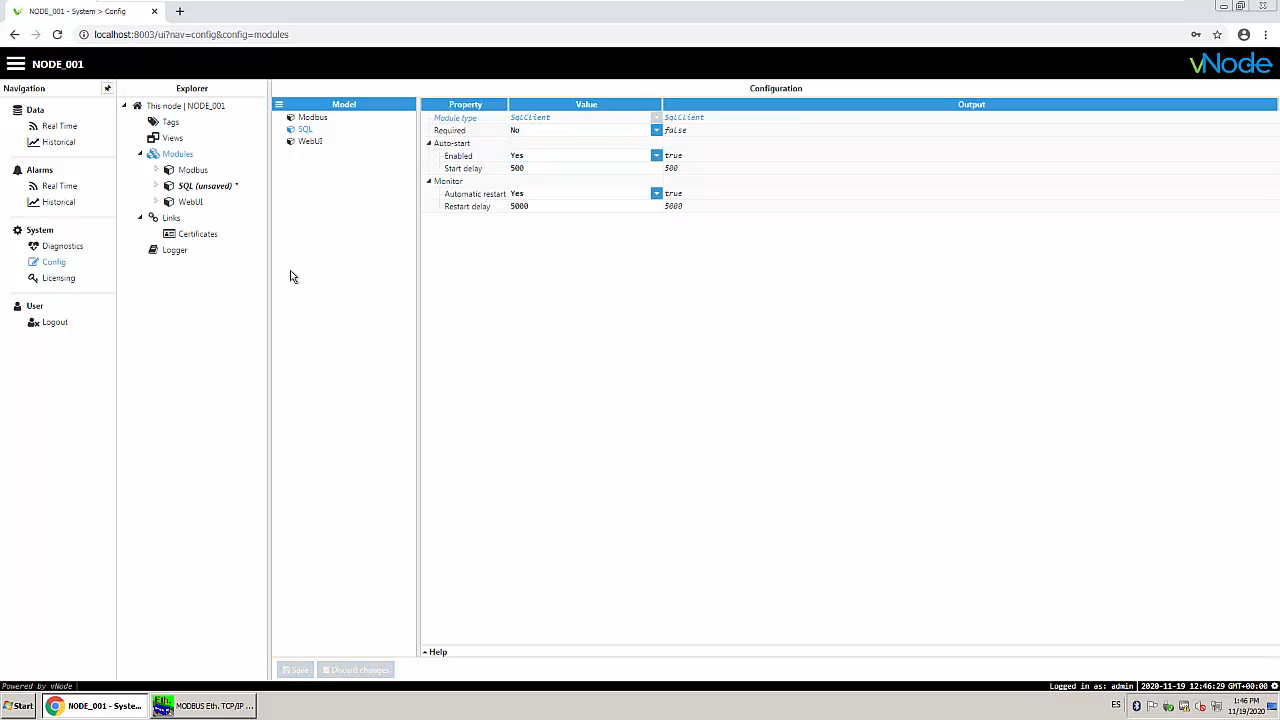 NODE_001 - System > Config
localhost:8003/ui?nav=config&config=modules
NODE_001
vNode
Navigation
Explorer
Configuration
Data
Real Time
Historical
Alarms
Real Time
Historical
System
Diagnostics
Config
Licensing
User
Logout
This node | NODE_001
Tags
Views
Modules
Modbus
SQL (unsaved) *
WebUI
Links
Certificates
Logger
Model
Modbus
SQL
WebUI
Property Value Output
Module type SqlClient SqlClient
Required No false
Auto-start
Enabled Yes true
Start delay 500 500
Monitor
Automatic restart Yes true
Restart delay 5000 5000
Help
Save Discard changes
Powered by vNode |
Logged in as: admin | 2020-11-19 12:46:29 GMT+00:00
Start
NODE_001 - Syste...
MODBUS Eth. TCP/IP ...
ES
1:46 PM
11/19/2020